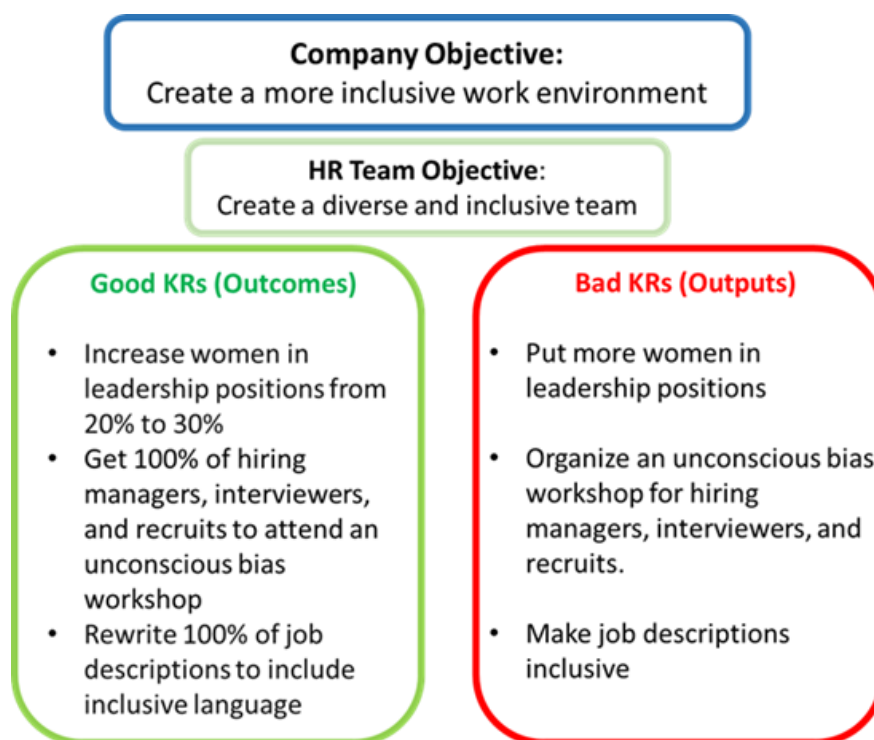 Company Objective:
Create a more inclusive work environment
HR Team Objective:
Create a diverse and inclusive team
Good KRs (Outcomes)
• Increase women in
leadership positions from
20% to 30%
• Get 100% of hiring
managers, interviewers,
and recruits to attend an
unconscious bias
workshop
• Rewrite 100% of job
descriptions to include
inclusive language
Bad KRs (Outputs)
• Put more women in
leadership positions
• Organize an unconscious bias
workshop for hiring
managers, interviewers, and
recruits.
• Make job descriptions
inclusive